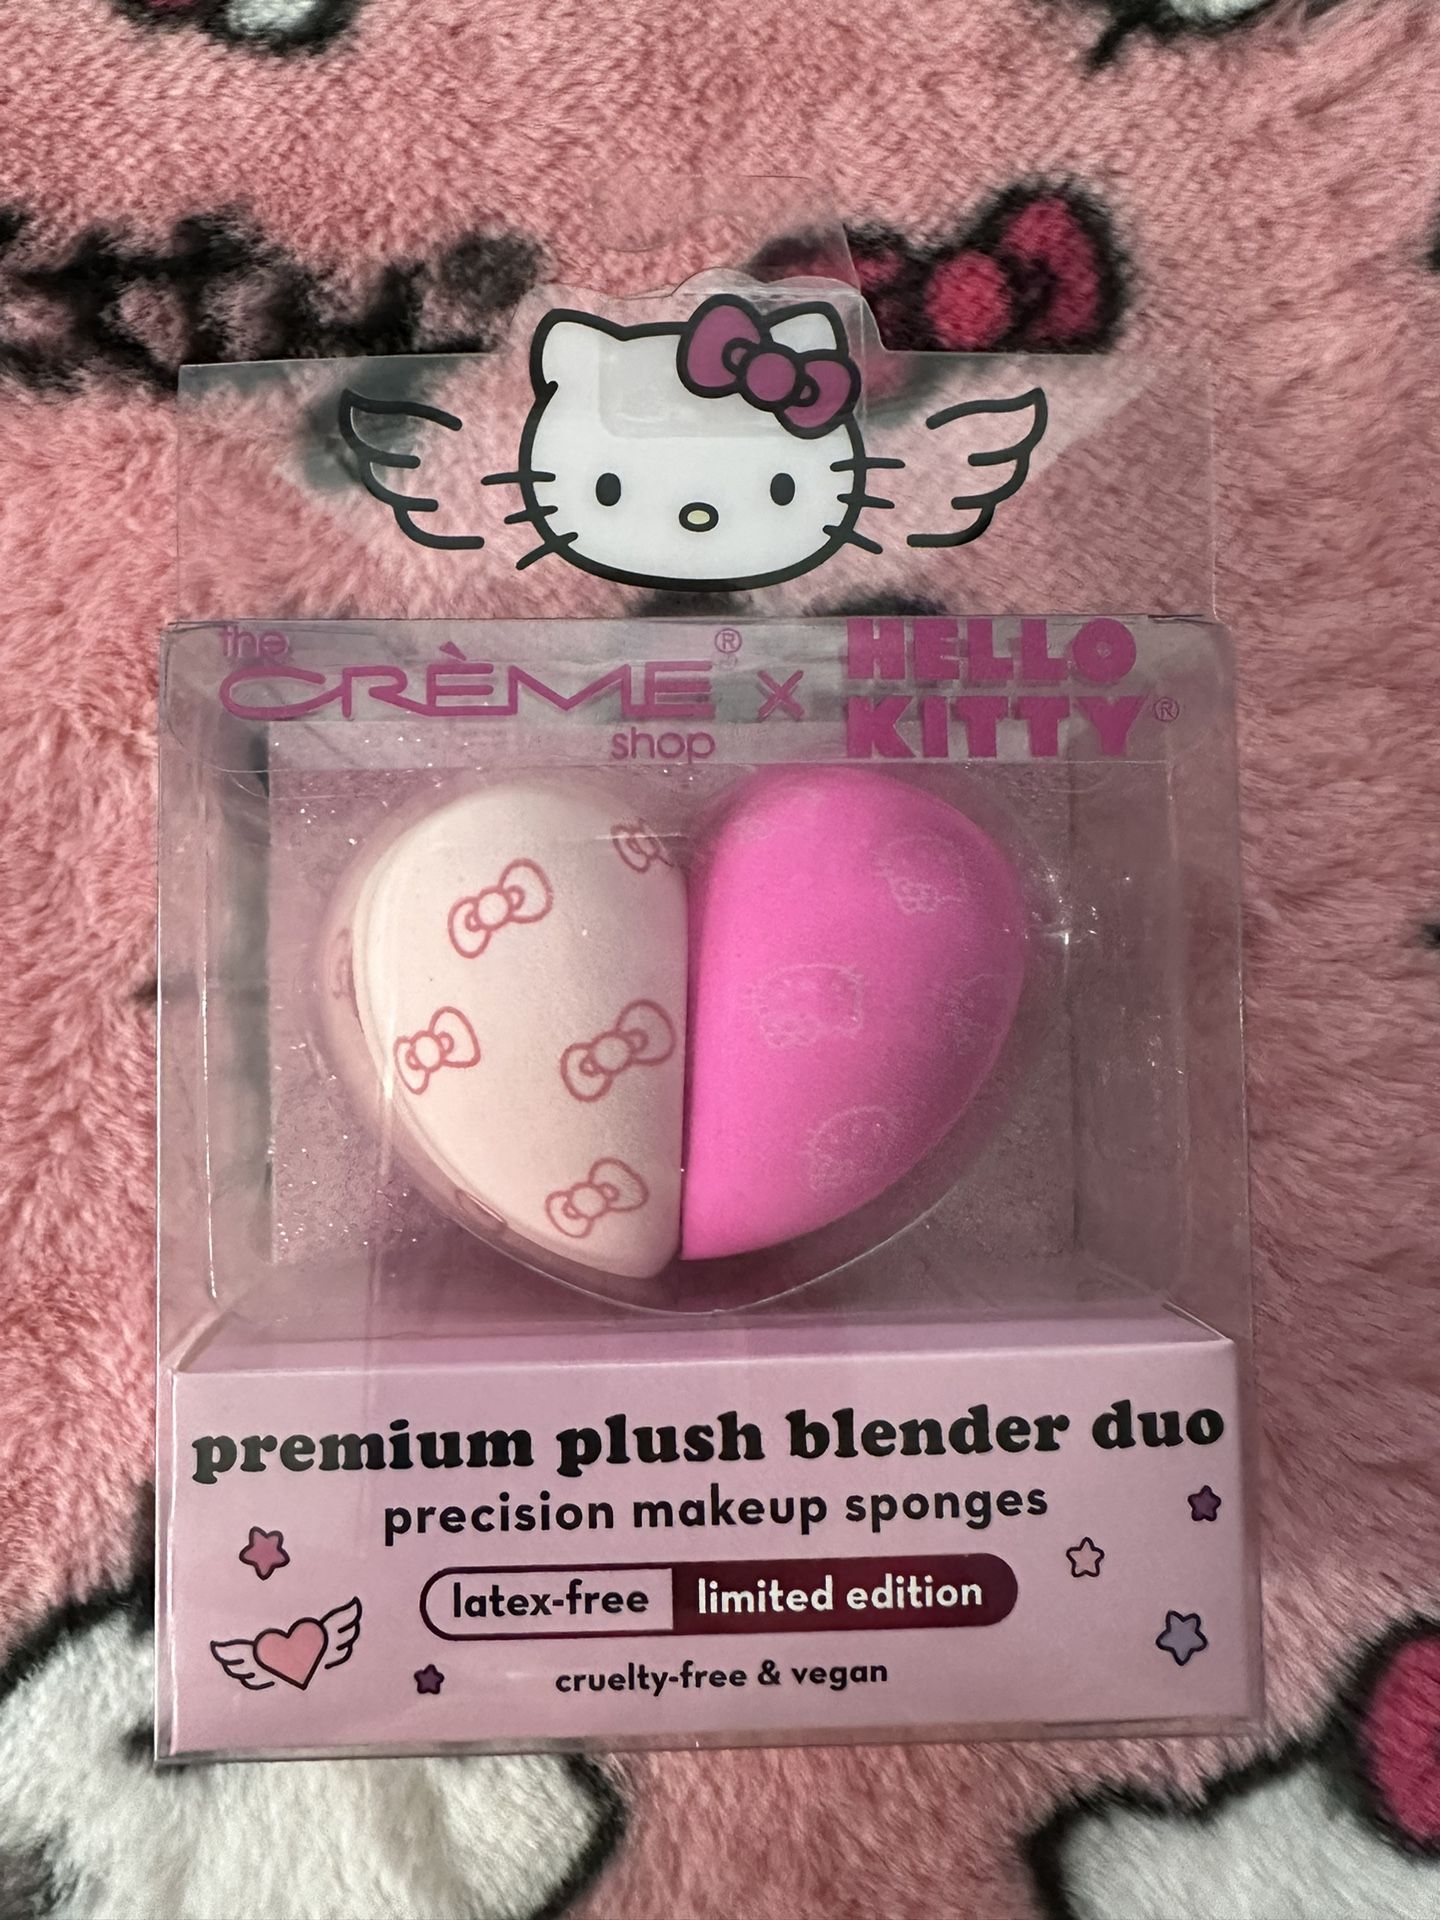 the CRÈME® shop x HELLO KITTY®
premium plush blender duo
precision makeup sponges
latex-free limited edition
cruelty-free & vegan